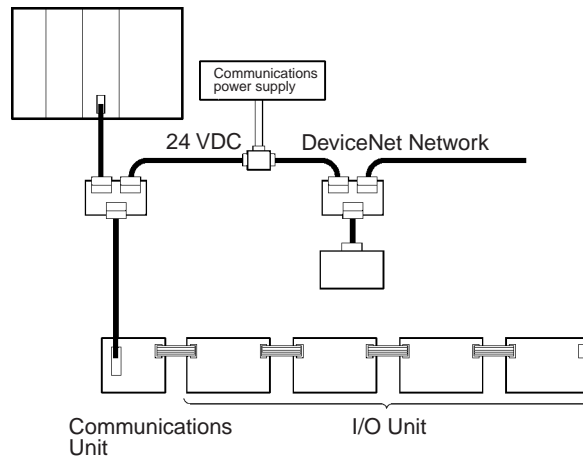 Communications
power supply
24 VDC
DeviceNet Network
Communications
Unit
I/O Unit